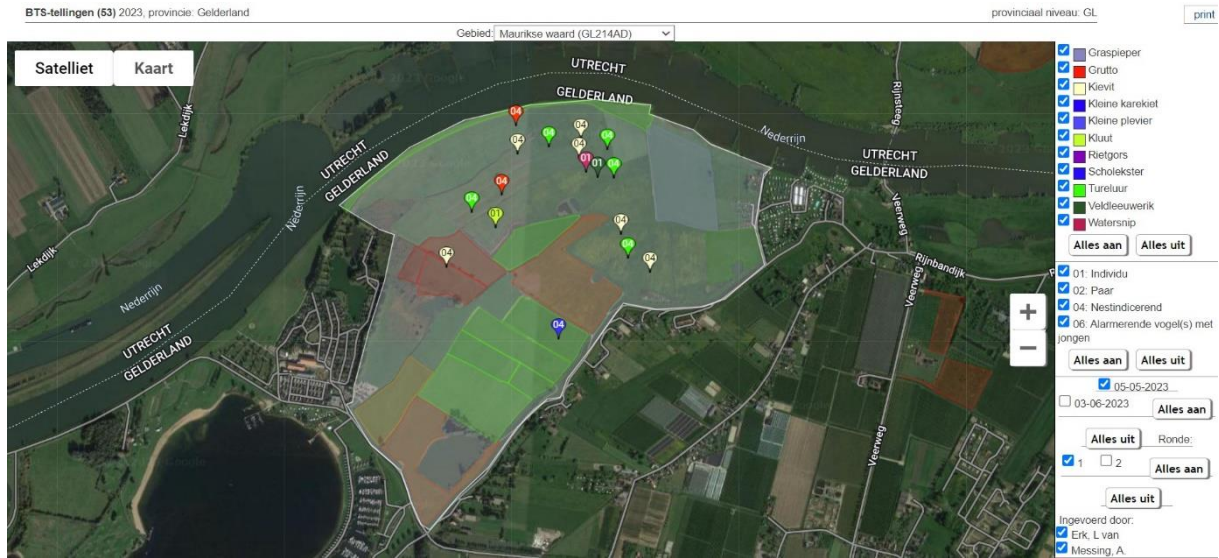 BTS-tellingen (53) 2023, provincie: Gelderland
provinciaal niveau: GL
print
Gebied: Maurikse waard (GL214AD)
Satelliet
Kaart
Graspieper
Grutto
Kievit
Kleine karekiet
Kleine plevier
Kluut
Rietgors
Scholekster
Tureluur
Veldleeuwerik
Watersnip
Alles aan
Alles uit
01: Individu
02: Paar
04: Nestindicerend
06: Alarmerende vogel(s) met
jongen
Alles aan
Alles uit
05-05-2023
03-06-2023
Alles aan
Alles uit
Ronde:
1
2
Alles aan
Alles uit
Ingevoerd door:
Erk, L van
Messing, A.
UTRECHT
GELDERLAND
Nederrijn
UTRECHT
GELDERLAND
Rijnsteeg
Lekdijk
UTRECHT
GELDERLAND
Nederrijn
Veerweg
Rijnbandijk
Lekdijk
Nederrijn
Veerweg
UTRECHT
GELDERLAND
Veerweg
04
04
04
04
04
04
01
01
04
04
04
01
04
04
04
04
04
+
−